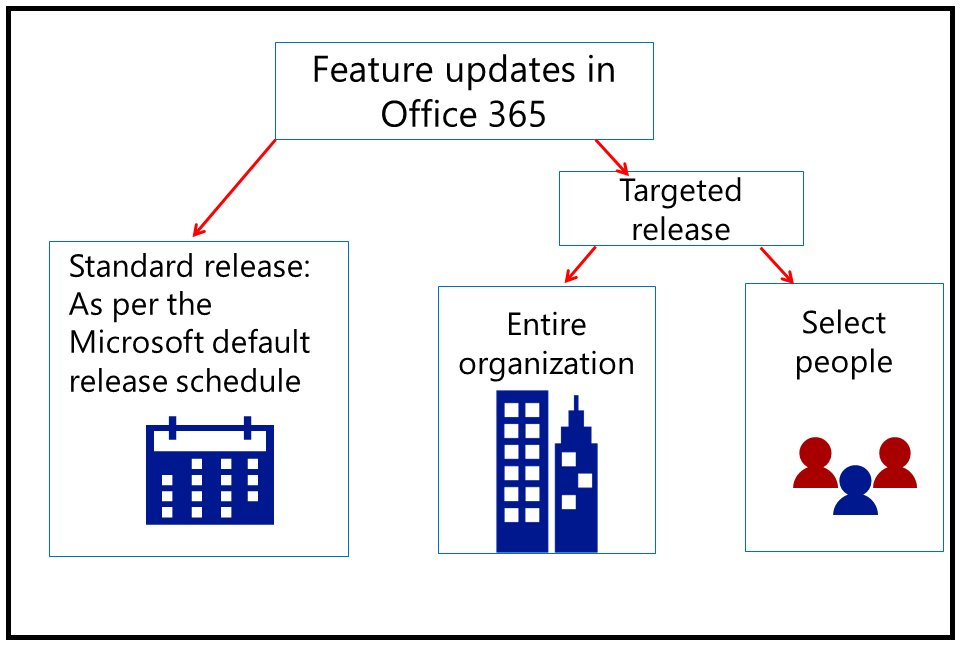 Feature updates in
Office 365
Targeted
release
Standard release:
As per the
Microsoft default
release schedule
Entire
organization
Select
people